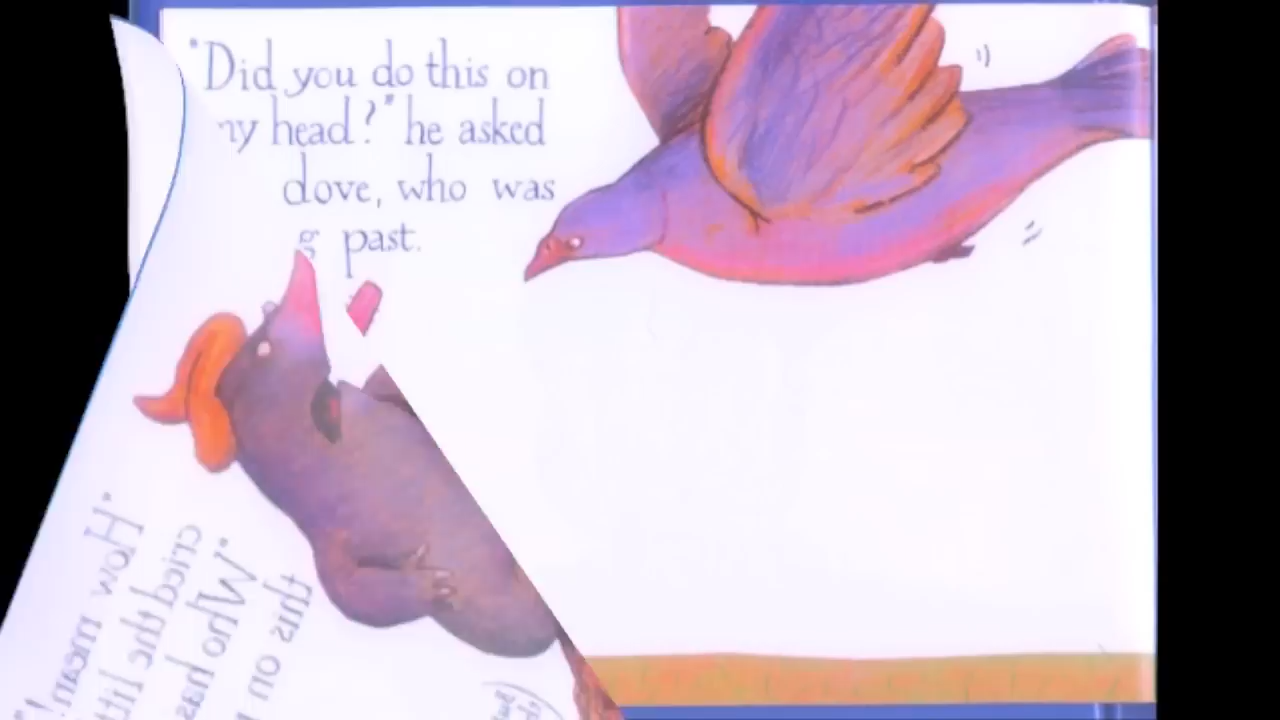 "Did you do this on
my head?" he asked
dove, who was
g past.
"How mean!"
cried the litt
"Who has
this on